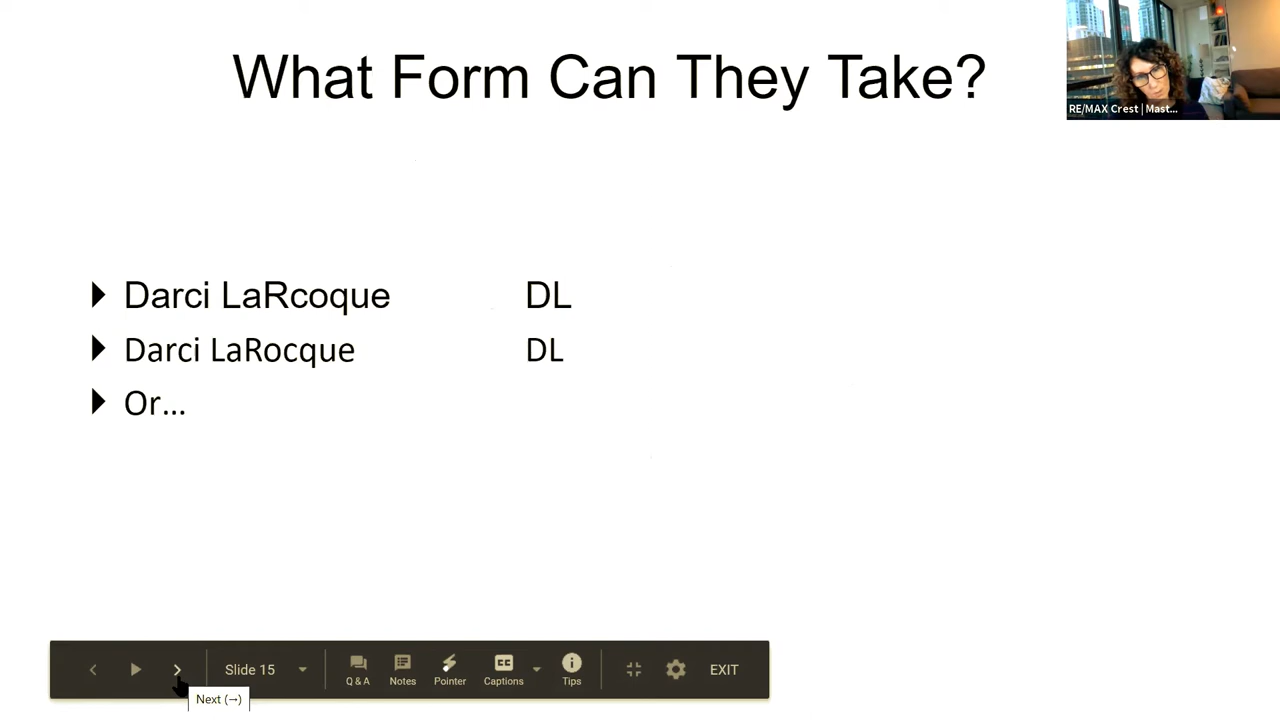 What Form Can They Take?
RE/MAX Crest | Mast...
Darci LaRcoque DL
Darci LaRocque DL
Or...
Slide 15 Q & A Notes Pointer CC Captions Tips EXIT
Next (→)